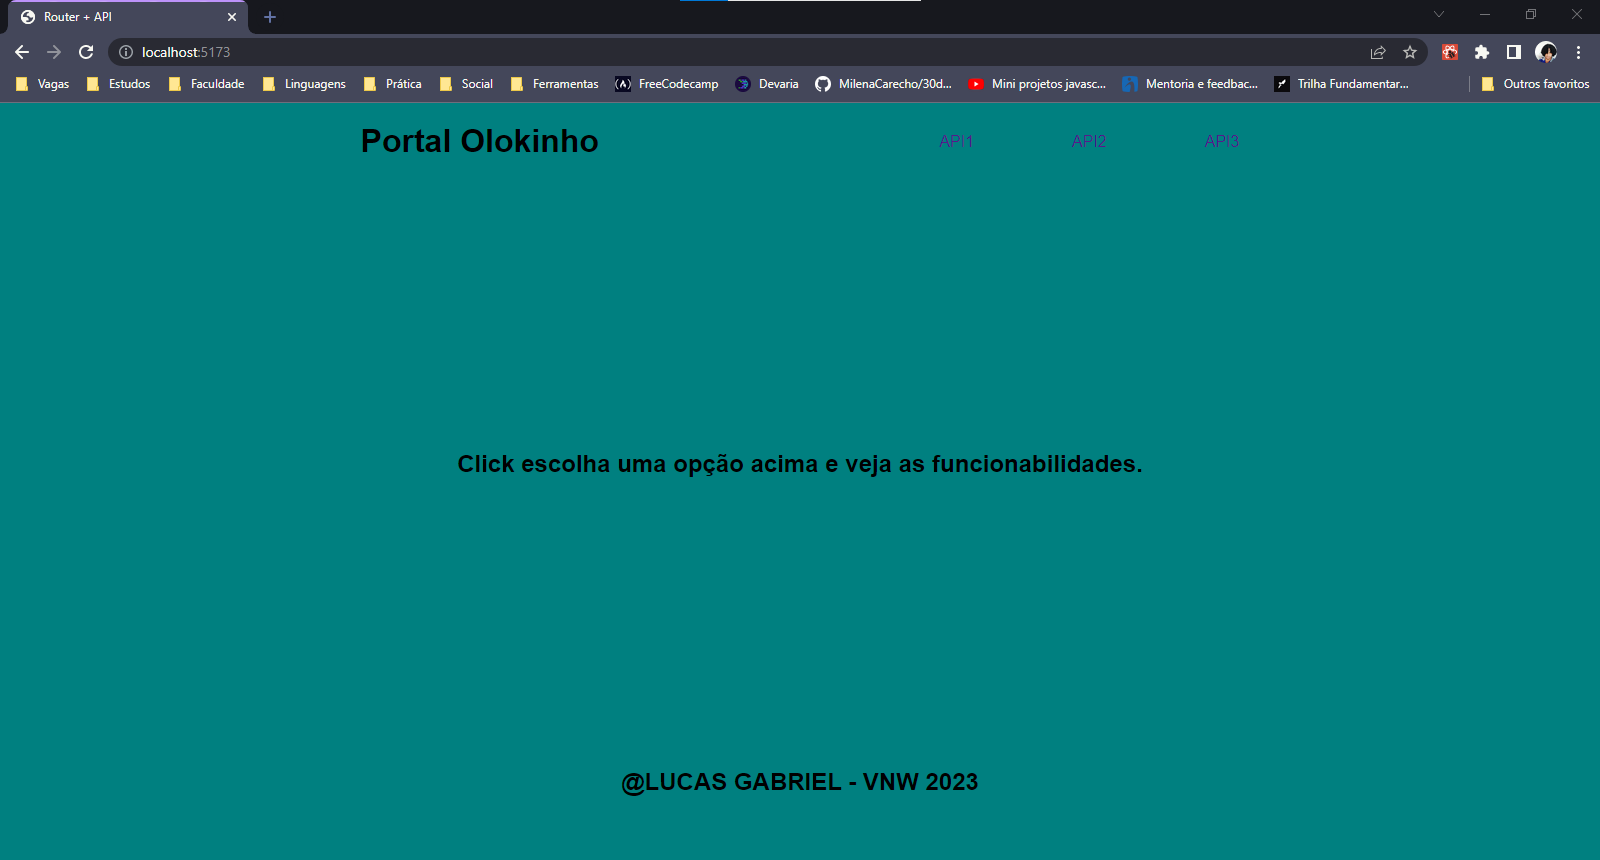 Router + API
localhost:5173
Vagas Estudos Faculdade Linguagens Prática Social Ferramentas FreeCodecamp Devaria MilenaCarecho/30d... Mini projetos javasc... Mentoria e feedbac... Trilha Fundamentar... Outros favoritos
Portal Olokinho API1 API2 API3
Click escolha uma opção acima e veja as funcionabilidades.
@LUCAS GABRIEL - VNW 2023